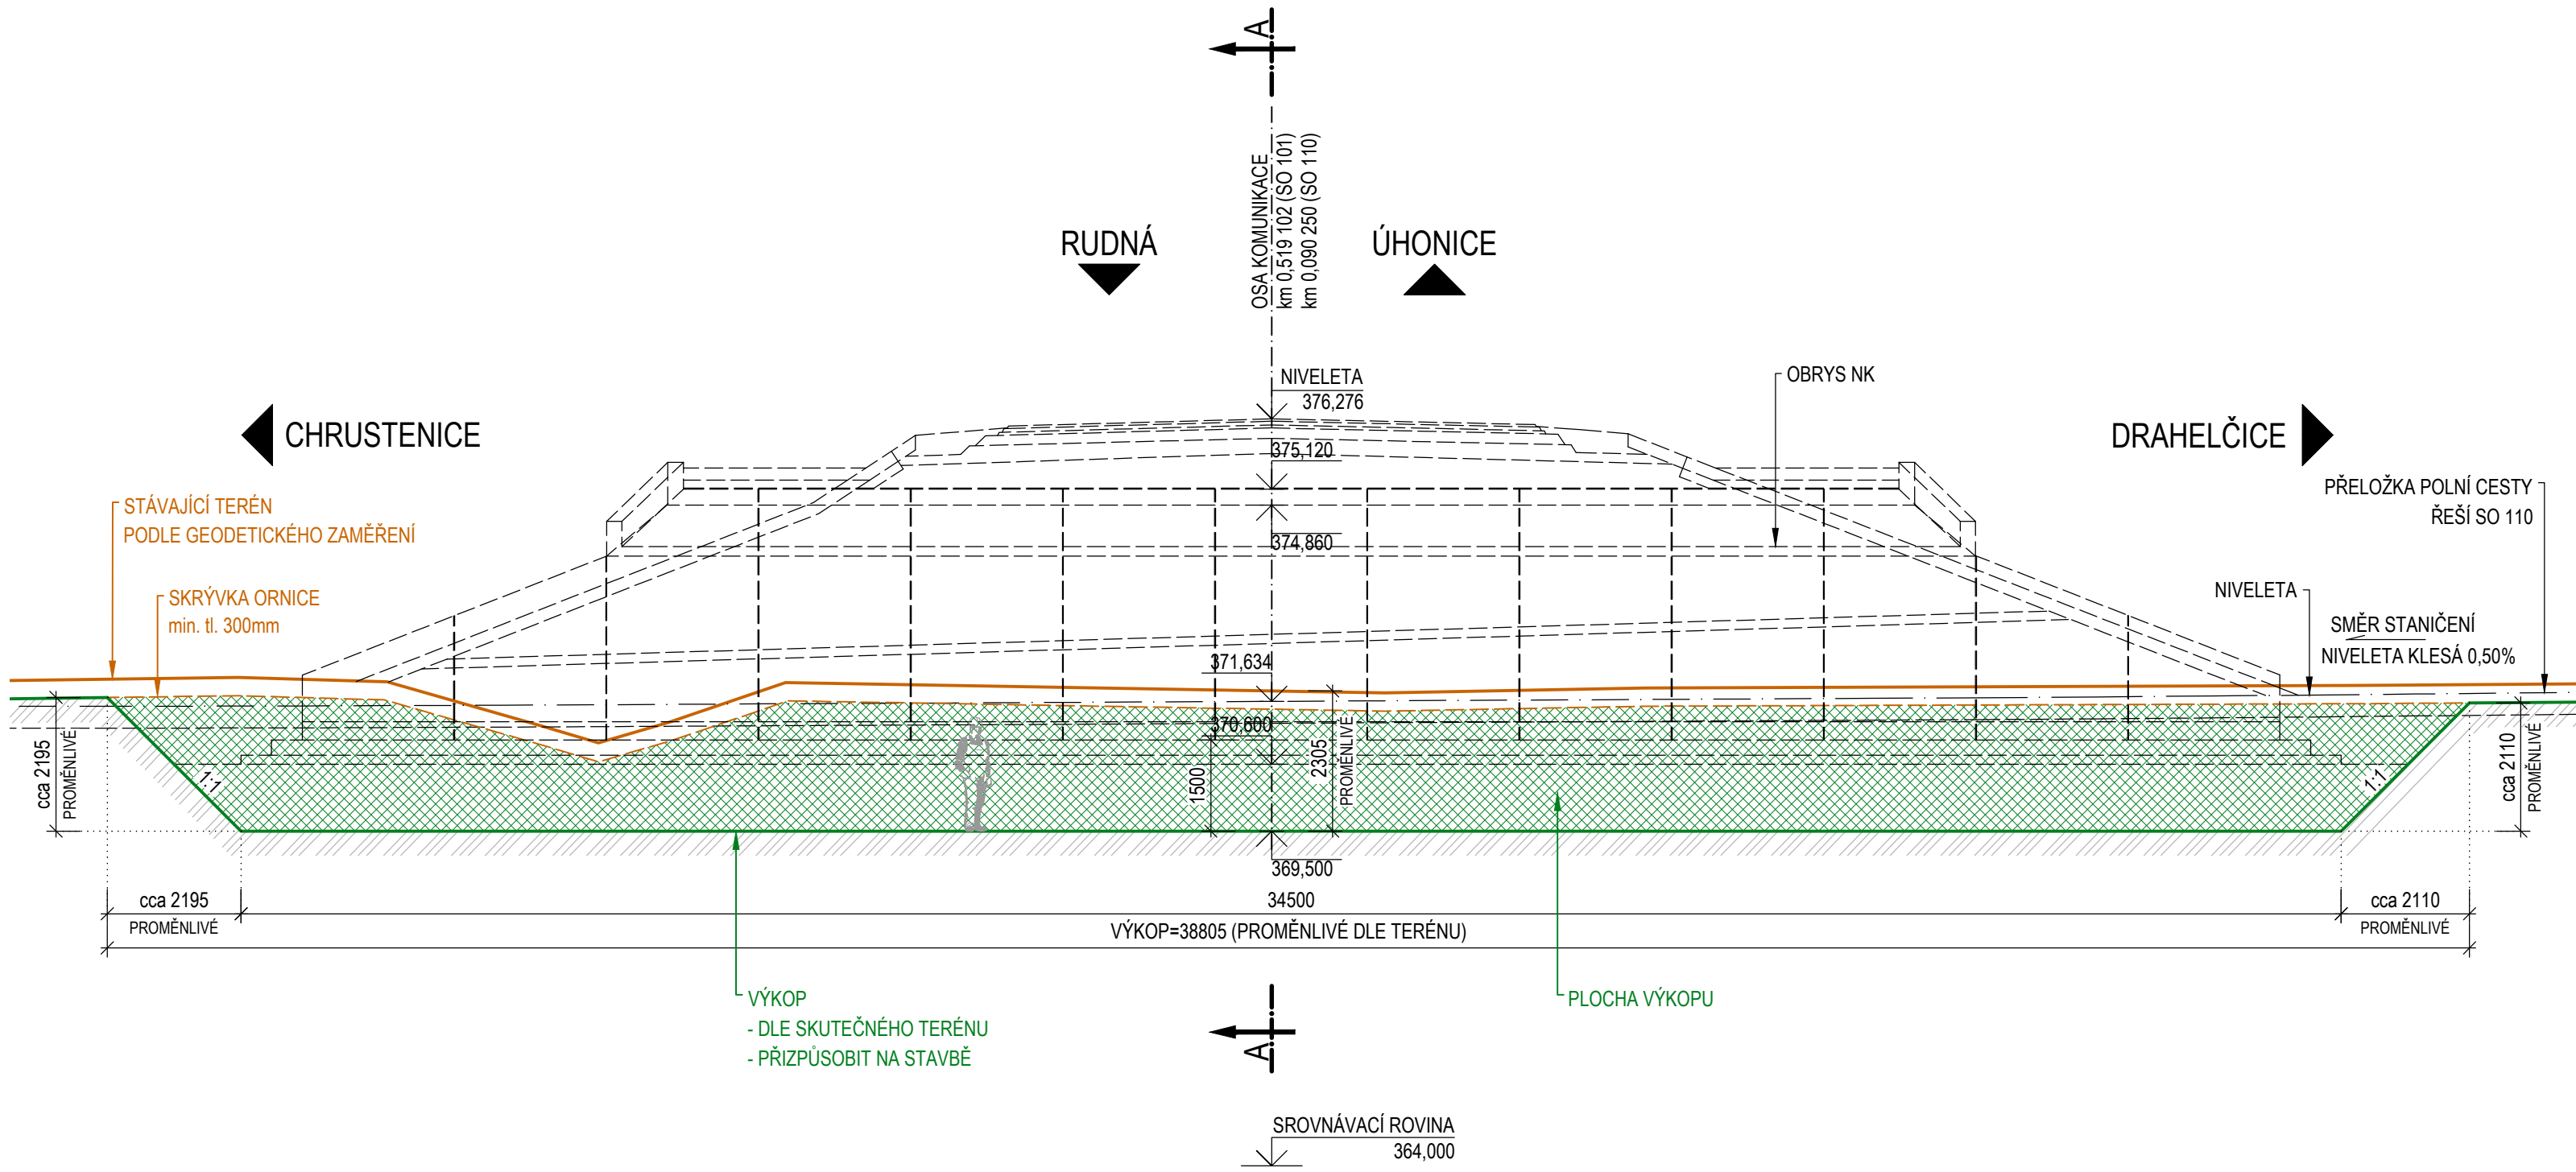 A
OSA KOMUNIKACE
km 0,519 102 (SO 101)
km 0,090 250 (SO 110)
RUDNÁ
ÚHONICE
NIVELETA
376,276
OBRYS NK
CHRUSTENICE
DRAHELČICE
375,120
STÁVAJÍCÍ TERÉN
PODLE GEODETICKÉHO ZAMĚŘENÍ
PŘELOŽKA POLNÍ CESTY
ŘEŠÍ SO 110
374,860
SKRÝVKA ORNICE
min. tl. 300mm
NIVELETA
SMĚR STANIČENÍ
NIVELETA KLESÁ 0,50%
371,634
370,600
cca 2195
PROMĚNLIVÉ
1:1
1500
2305
PROMĚNLIVÉ
1:1
cca 2110
PROMĚNLIVÉ
369,500
cca 2195
PROMĚNLIVÉ
34500
cca 2110
PROMĚNLIVÉ
VÝKOP=38805 (PROMĚNLIVÉ DLE TERÉNU)
VÝKOP
- DLE SKUTEČNÉHO TERÉNU
- PŘIZPŮSOBIT NA STAVBĚ
PLOCHA VÝKOPU
A
SROVNÁVACÍ ROVINA
364,000